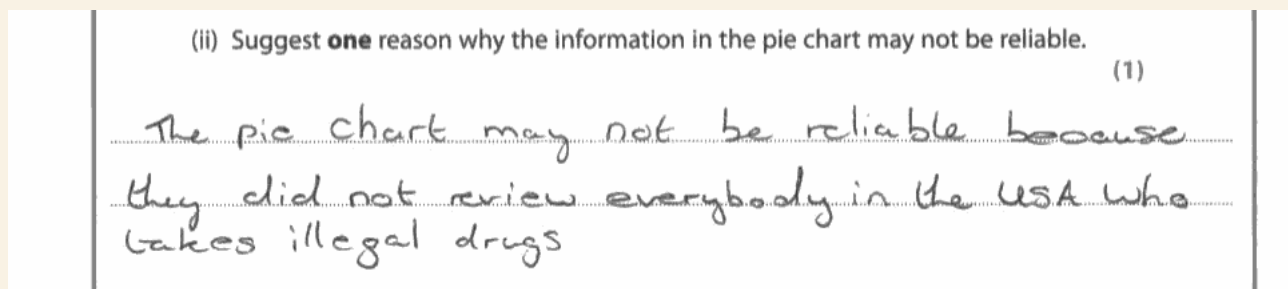 (ii) Suggest one reason why the information in the pie chart may not be reliable.
(1)
The pie chart may not be reliable because
they did not review everybody in the USA who
takes illegal drugs